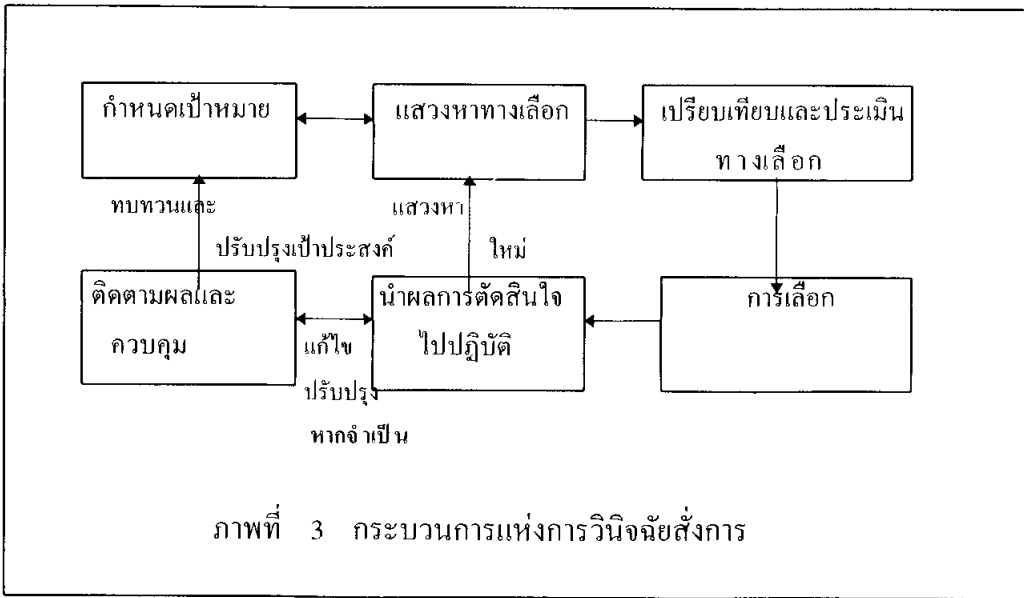 กำหนดเป้าหมาย
แสวงหาทางเลือก
เปรียบเทียบและประเมิน
ทางเลือก
ทบทวนและ
ปรับปรุงเป้าประสงค์
แสวงหา
ใหม่
ติดตามผลและ
ควบคุม
แก้ไข
ปรับปรุง
หากจำเป็น
นำผลการตัดสินใจ
ไปปฏิบัติ
การเลือก
ภาพที่ 3 กระบวนการแห่งการวินิจฉัยสั่งการ